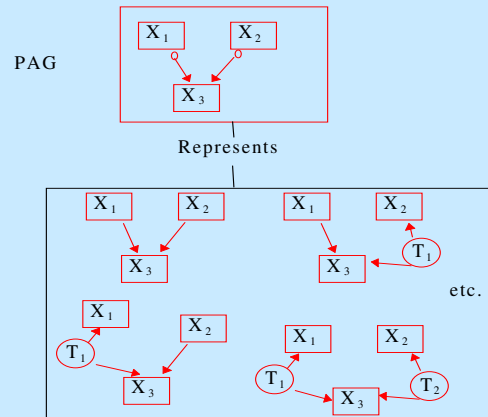 X₁ X₂
PAG
X₃
Represents
X₁ X₂ X₁ X₂
X₃ X₃ T₁
etc.
X₁ X₂ X₁ X₂
T₁ X₃ T₁ X₃ T₂